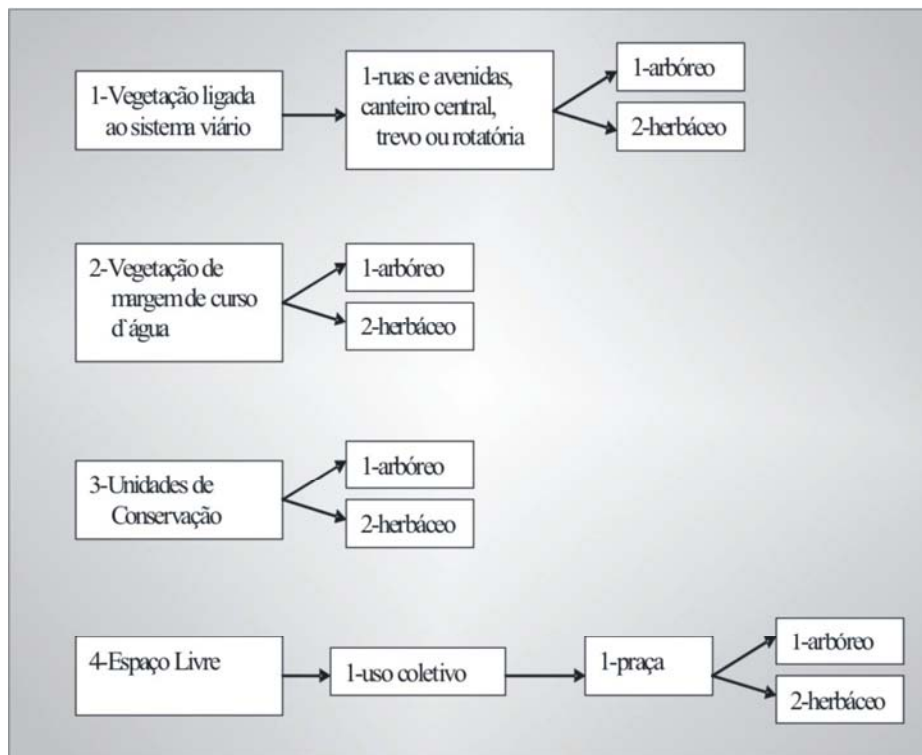 1-Vegetação ligada
ao sistema viário
1-ruas e avenidas,
canteiro central,
trevo ou rotatória
1-arbóreo
2-herbáceo
2-Vegetação de
margem de curso
d`água
1-arbóreo
2-herbáceo
3-Unidades de
Conservação
1-arbóreo
2-herbáceo
4-Espaço Livre
1-uso coletivo
1-praça
1-arbóreo
2-herbáceo